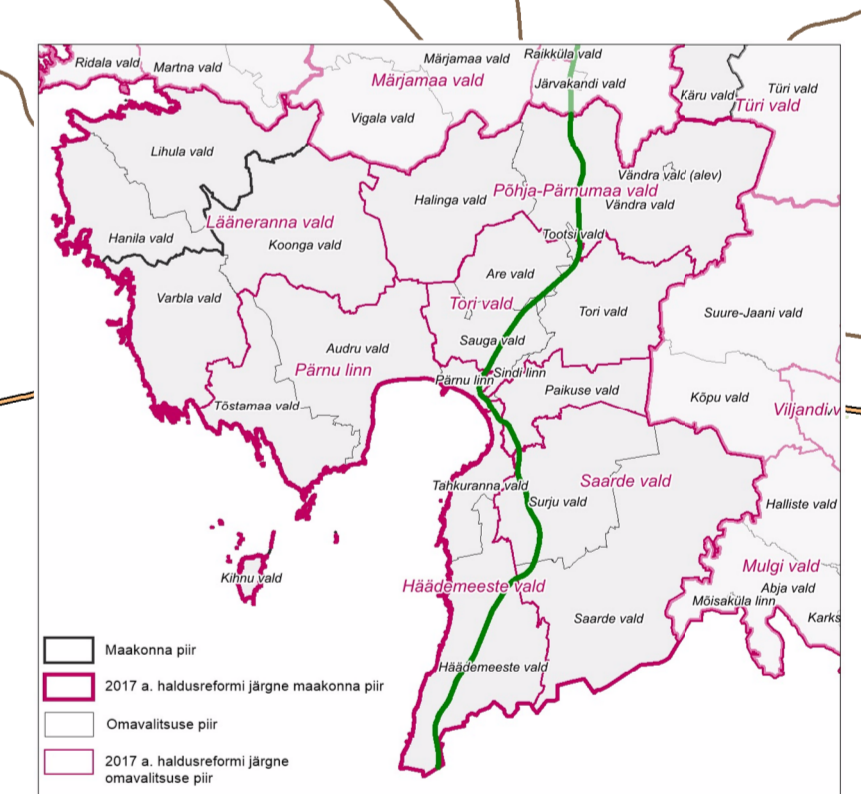 Raikküla vald
Ridala vald
Martna vald
Märjamaa vald
Märjamaa vald
Järvakandi vald
Käru vald
Türi vald
Türi vald
Vigala vald
Lihula vald
Vändra vald (alev)
Põhja-Pärnumaa vald
Halinga vald
Vändra vald
Lääneranna vald
Hanila vald
Koonga vald
Tootsi vald
Are vald
Varbla vald
Tori vald
Tori vald
Suure-Jaani vald
Sauga vald
Audru vald
Pärnu linn
Pärnu linn
Sindi linn
Paikuse vald
Kõpu vald
Tõstamaa vald
Viljandi v
Saarde vald
Tahkuranna vald
Surju vald
Halliste vald
Mulgi vald
Kihnu vald
Häädemeeste vald
Abja vald
Mõisaküla linn
Saarde vald
Karks
Häädemeeste vald
Maakonna piir
2017 a. haldusreformi järgne maakonna piir
Omavalitsuse piir
2017 a. haldusreformi järgne
omavalitsuse piir